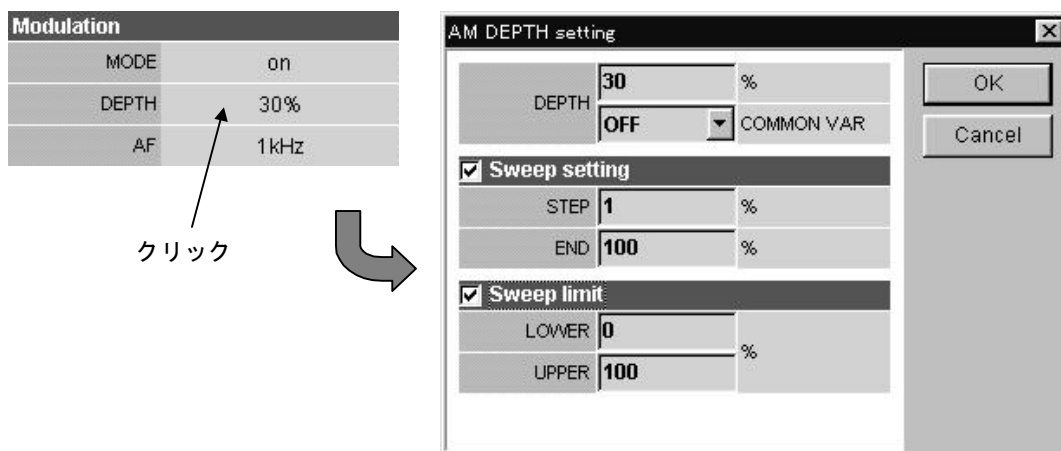 Modulation
MODE on
DEPTH 30%
AF 1kHz
クリック
AM DEPTH setting
DEPTH 30 %
OFF COMMON VAR
Sweep setting
STEP 1 %
END 100 %
Sweep limit
LOWER 0
%
UPPER 100
OK
Cancel